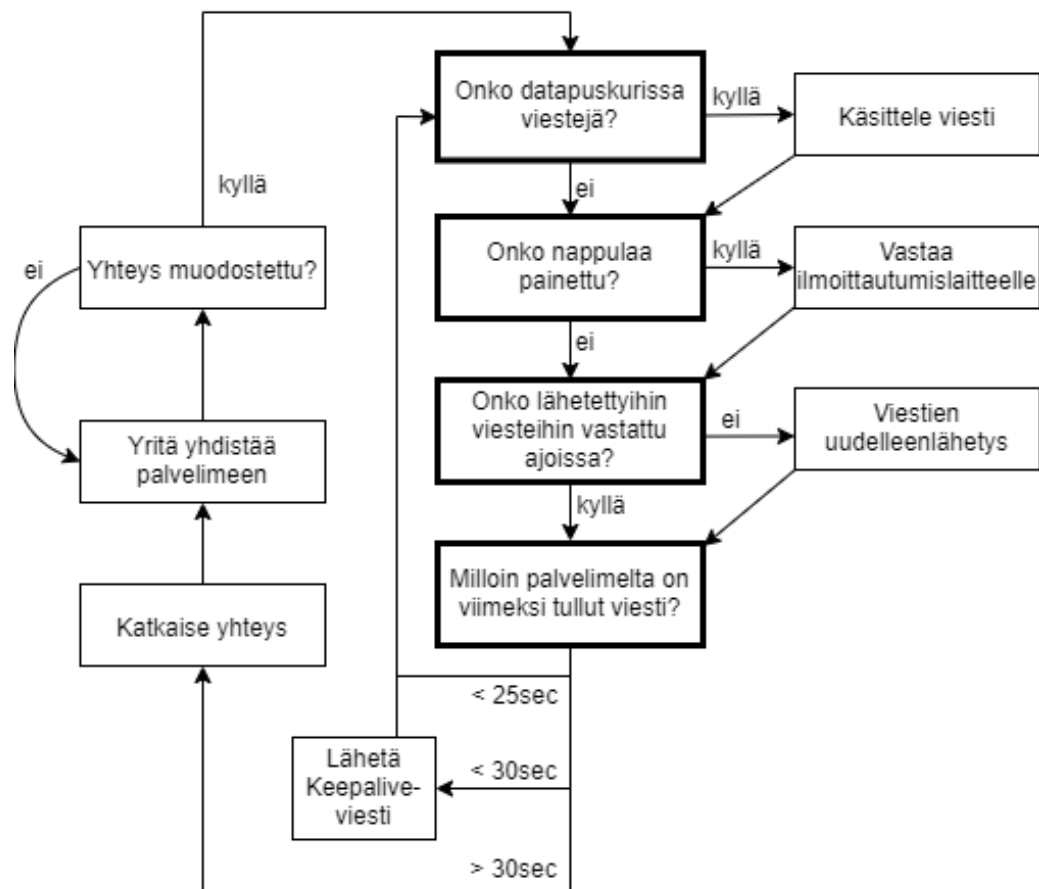 Onko datapuskurissa
viestejä?
kyllä
Käsittele viesti
ei
kyllä
Onko nappulaa
painettu?
kyllä
Vastaa
ilmoittautumislaitteelle
ei
Yhteys muodostettu?
ei
Onko lähetettyihin
viesteihin vastattu
ajoissa?
ei
Viestien
uudelleenlähetys
kyllä
Yritä yhdistää
palvelimeen
Milloin palvelimelta on
viimeksi tullut viesti?
Katkaise yhteys
< 25sec
Lähetä
Keepalive-
viesti
< 30sec
> 30sec